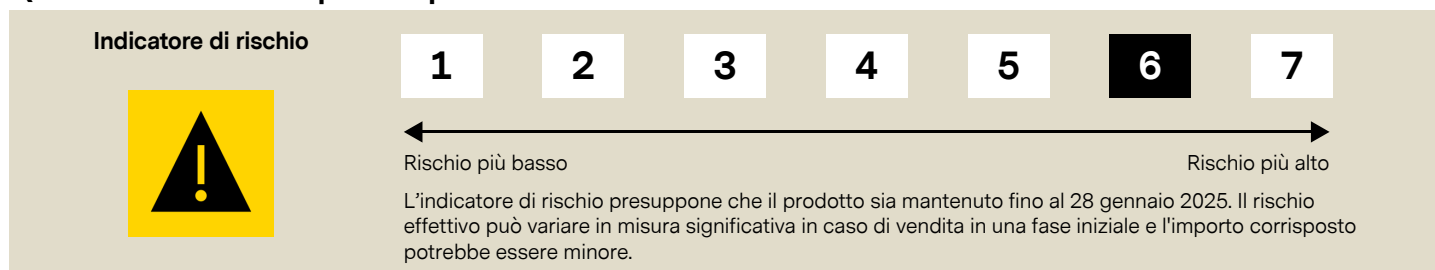 Indicatore di rischio
1 2 3 4 5 6 7
Rischio più basso Rischio più alto
L'indicatore di rischio presuppone che il prodotto sia mantenuto fino al 28 gennaio 2025. Il rischio
effettivo può variare in misura significativa in caso di vendita in una fase iniziale e l'importo corrisposto
potrebbe essere minore.